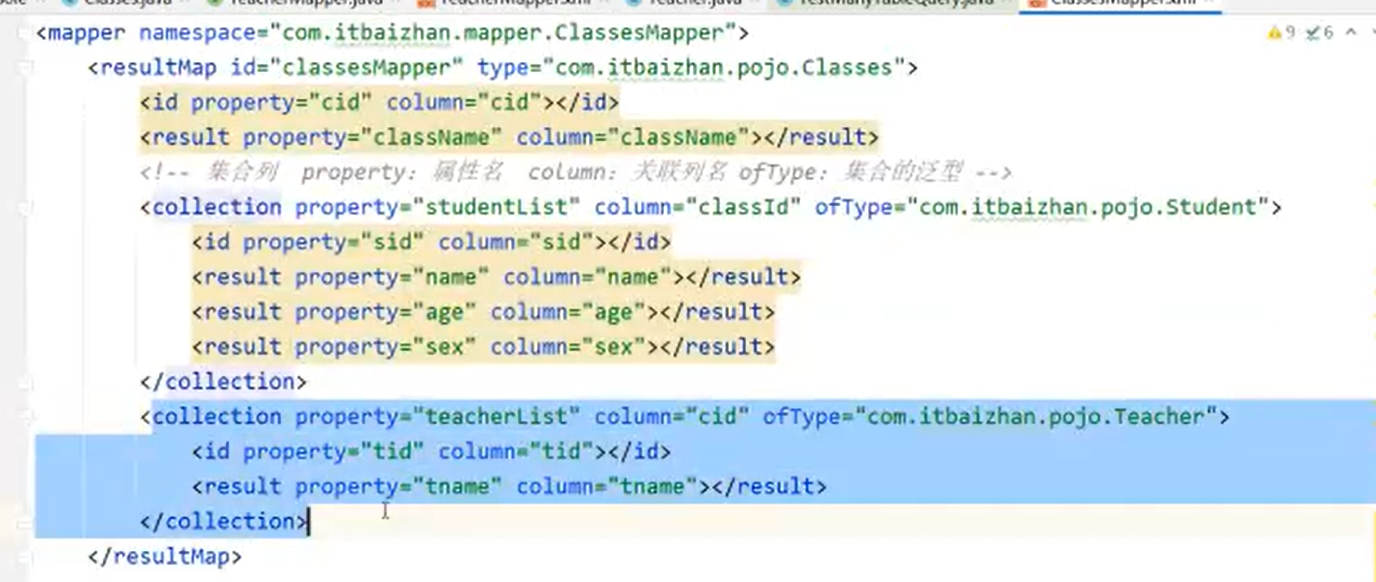 <mapper namespace="com.itbaizhan.mapper.ClassesMapper">
9 6
<resultMap id="classesMapper" type="com.itbaizhan.pojo.Classes">
<id property="cid" column="cid"></id>
<result property="className" column="className"></result>
<!-- 集合列 property：属性名 column：关联列名 ofType：集合的泛型 -->
<collection property="studentList" column="classId" ofType="com.itbaizhan.pojo.Student">
<id property="sid" column="sid"></id>
<result property="name" column="name"></result>
<result property="age" column="age"></result>
<result property="sex" column="sex"></result>
</collection>
<collection property="teacherList" column="cid" ofType="com.itbaizhan.pojo.Teacher">
<id property="tid" column="tid"></id>
<result property="tname" column="tname"></result>
</collection>
</resultMap>